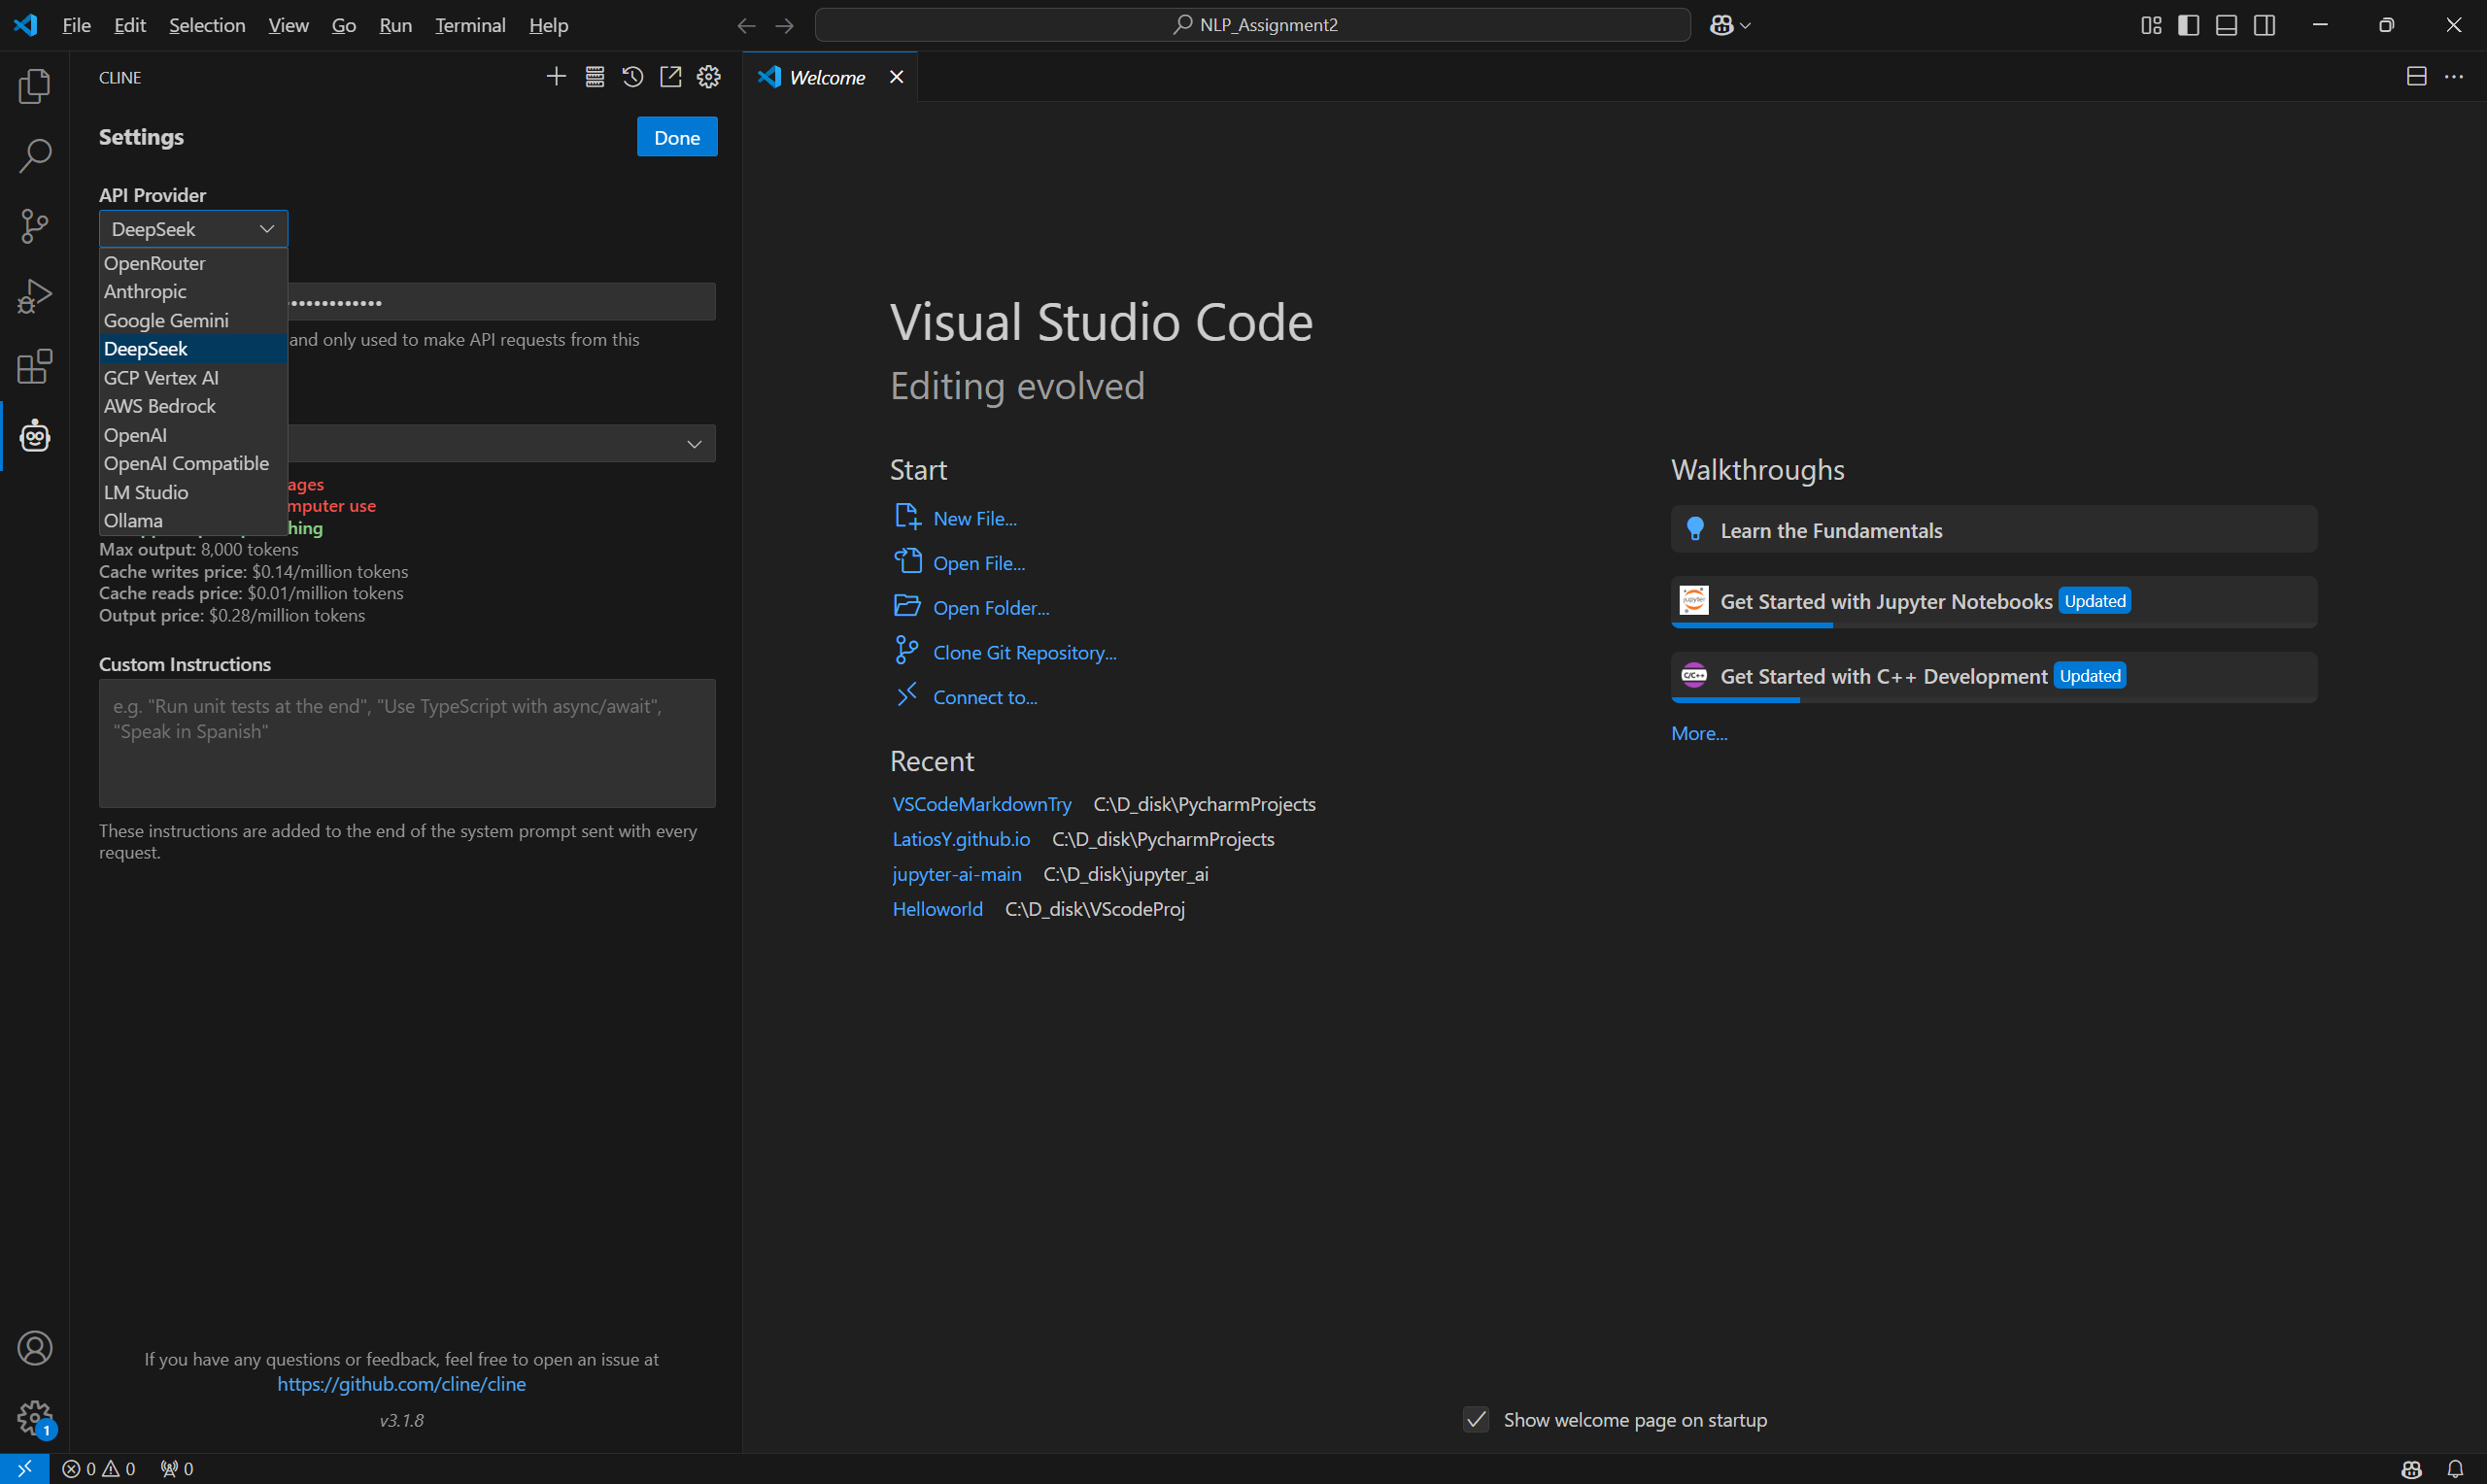 File Edit Selection View Go Run Terminal Help
NLP_Assignment2
CLINE
Welcome
Settings
Done
API Provider
DeepSeek
OpenRouter
Anthropic
Google Gemini
and only used to make API requests from this
DeepSeek
GCP Vertex AI
AWS Bedrock
OpenAI
OpenAI Compatible
LM Studio
ages
mputer use
Ollama
hing
Max output: 8,000 tokens
Cache writes price: $0.14/million tokens
Cache reads price: $0.01/million tokens
Output price: $0.28/million tokens
Custom Instructions
e.g. "Run unit tests at the end", "Use TypeScript with async/await",
"Speak in Spanish"
These instructions are added to the end of the system prompt sent with every
request.
If you have any questions or feedback, feel free to open an issue at
https://github.com/cline/cline
v3.1.8
Visual Studio Code
Editing evolved
Start
New File...
Open File...
Open Folder...
Clone Git Repository...
Connect to...
Recent
VSCodeMarkdownTry C:\D_disk\PycharmProjects
LatiosY.github.io C:\D_disk\PycharmProjects
jupyter-ai-main C:\D_disk\jupyter_ai
Helloworld C:\D_disk\VScodeProj
Walkthroughs
Learn the Fundamentals
Get Started with Jupyter Notebooks Updated
Get Started with C++ Development Updated
More...
Show welcome page on startup
1
0 0 0